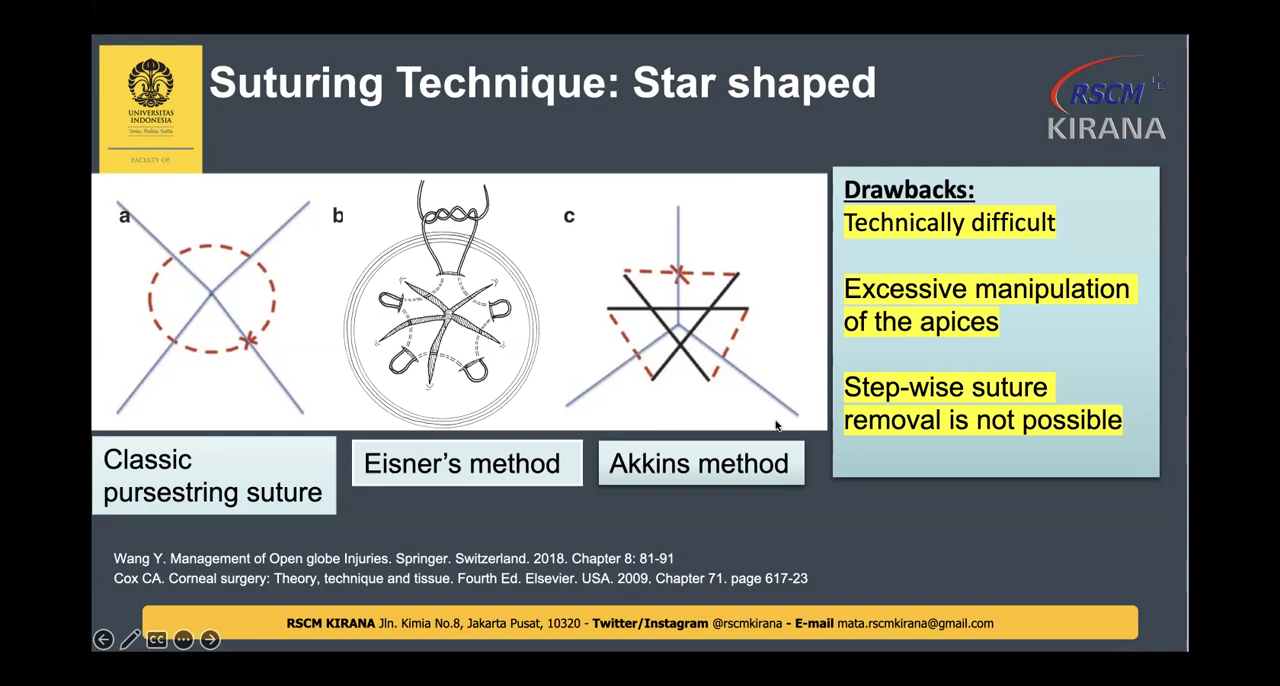 Suturing Technique: Star shaped
UNIVERSITAS
INDONESIA
Veritas, Probitas, Iustitia
FACULTY OF
RSCM
KIRANA
a
b
c
Classic
pursestring suture
Eisner's method
Akkins method
Drawbacks:
Technically difficult
Excessive manipulation
of the apices
Step-wise suture
removal is not possible
Wang Y. Management of Open globe Injuries. Springer. Switzerland. 2018. Chapter 8: 81-91
Cox CA. Corneal surgery: Theory, technique and tissue. Fourth Ed. Elsevier. USA. 2009. Chapter 71. page 617-23
RSCM KIRANA Jln. Kimia No.8, Jakarta Pusat, 10320 - Twitter/Instagram @rscmkirana - E-mail mata.rscmkirana@gmail.com
CC